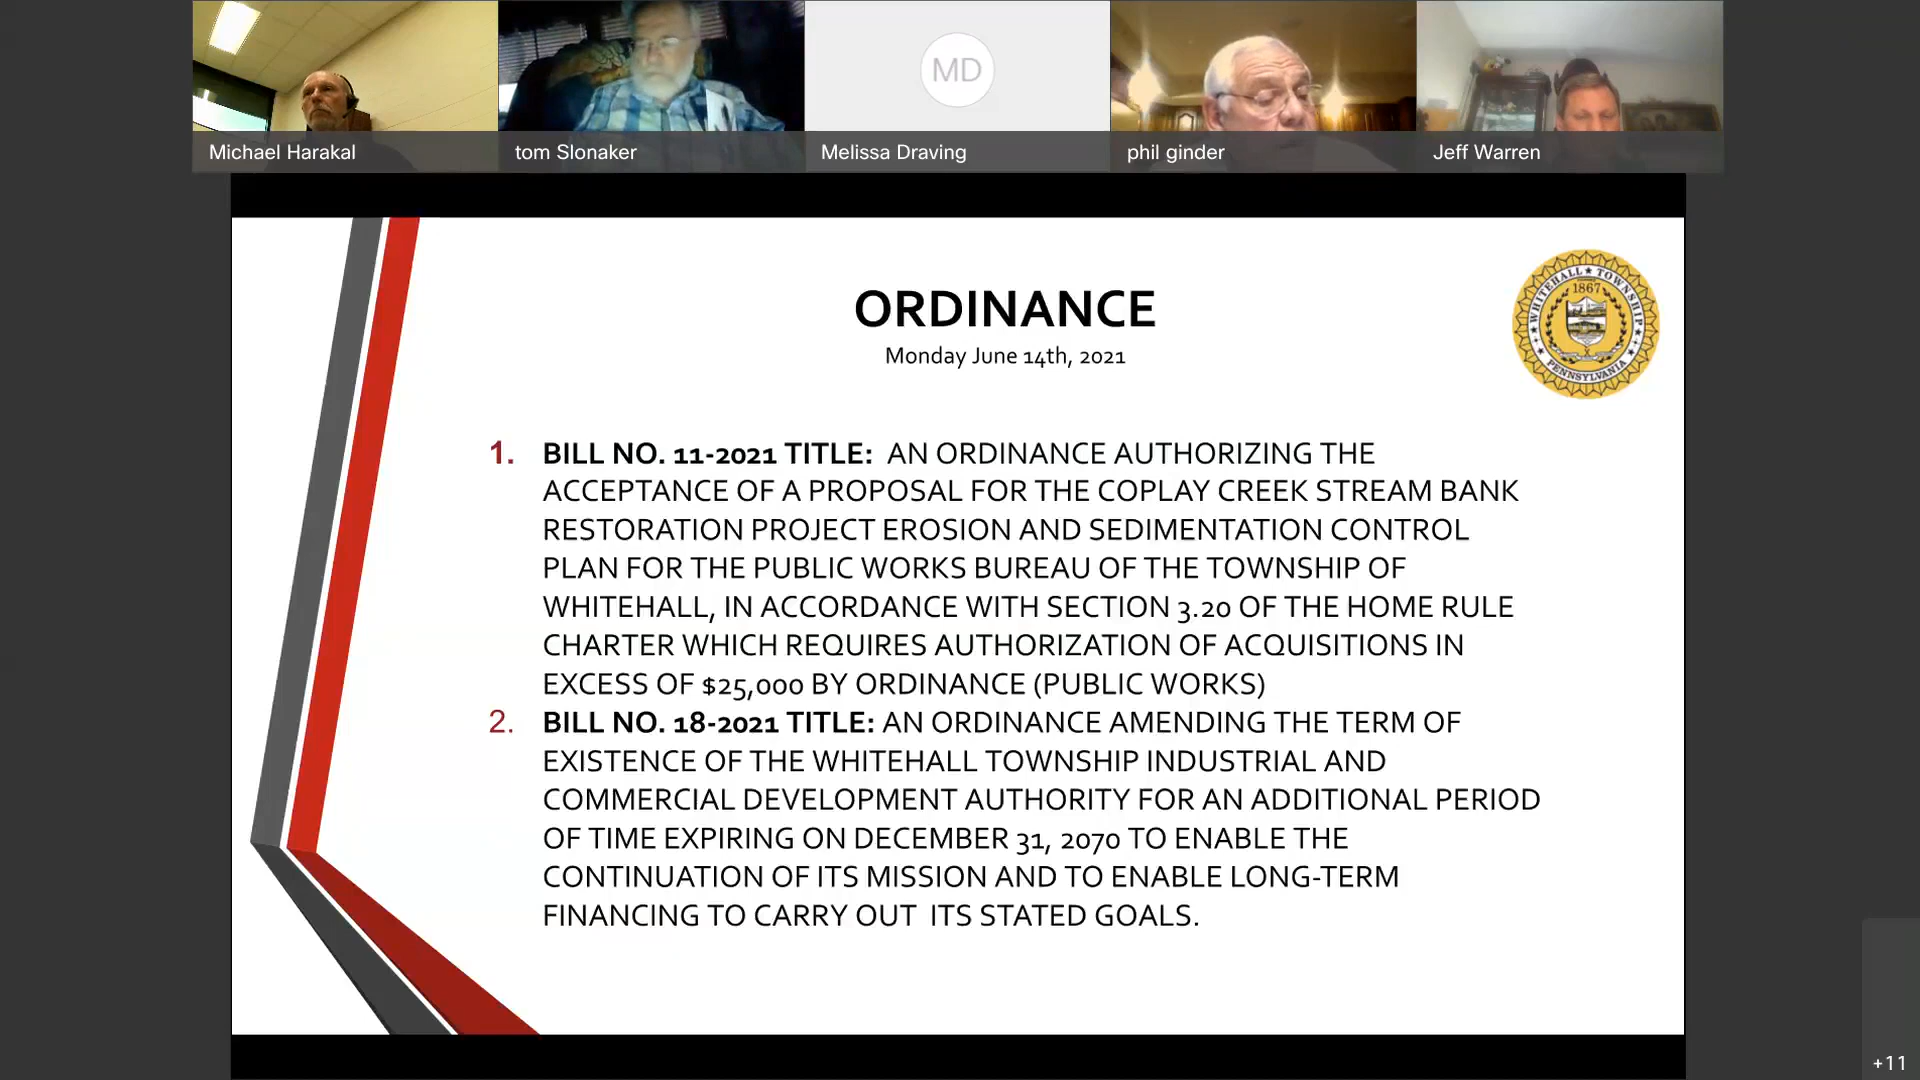 Michael Harakal
tom Slonaker
MD
Melissa Draving
phil ginder
Jeff Warren
ORDINANCE
Monday June 14th, 2021
WHITEHALL ★ TOWNSHIP
1867
PENNSYLVANIA
1. BILL NO. 11-2021 TITLE: AN ORDINANCE AUTHORIZING THE
ACCEPTANCE OF A PROPOSAL FOR THE COPLAY CREEK STREAM BANK
RESTORATION PROJECT EROSION AND SEDIMENTATION CONTROL
PLAN FOR THE PUBLIC WORKS BUREAU OF THE TOWNSHIP OF
WHITEHALL, IN ACCORDANCE WITH SECTION 3.20 OF THE HOME RULE
CHARTER WHICH REQUIRES AUTHORIZATION OF ACQUISITIONS IN
EXCESS OF $25,000 BY ORDINANCE (PUBLIC WORKS)
2. BILL NO. 18-2021 TITLE: AN ORDINANCE AMENDING THE TERM OF
EXISTENCE OF THE WHITEHALL TOWNSHIP INDUSTRIAL AND
COMMERCIAL DEVELOPMENT AUTHORITY FOR AN ADDITIONAL PERIOD
OF TIME EXPIRING ON DECEMBER 31, 2070 TO ENABLE THE
CONTINUATION OF ITS MISSION AND TO ENABLE LONG-TERM
FINANCING TO CARRY OUT ITS STATED GOALS.
+11